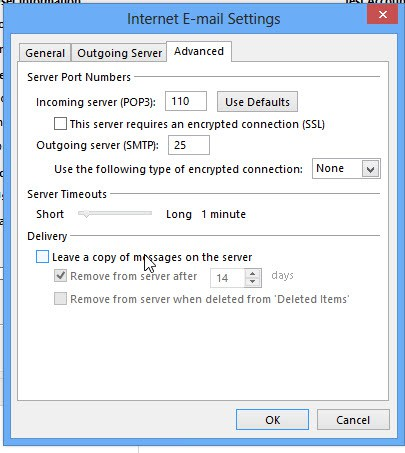 Internet E-mail Settings
General Outgoing Server Advanced
Server Port Numbers
Incoming server (POP3): 110 Use Defaults
This server requires an encrypted connection (SSL)
Outgoing server (SMTP): 25
Use the following type of encrypted connection: None
Server Timeouts
Short Long 1 minute
Delivery
Leave a copy of messages on the server
Remove from server after 14 days
Remove from server when deleted from 'Deleted Items'
OK Cancel